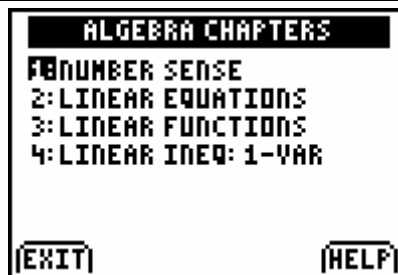 ALGEBRA CHAPTERS
1:NUMBER SENSE
2:LINEAR EQUATIONS
3:LINEAR FUNCTIONS
4:LINEAR INEQ: 1-VAR
EXIT HELP